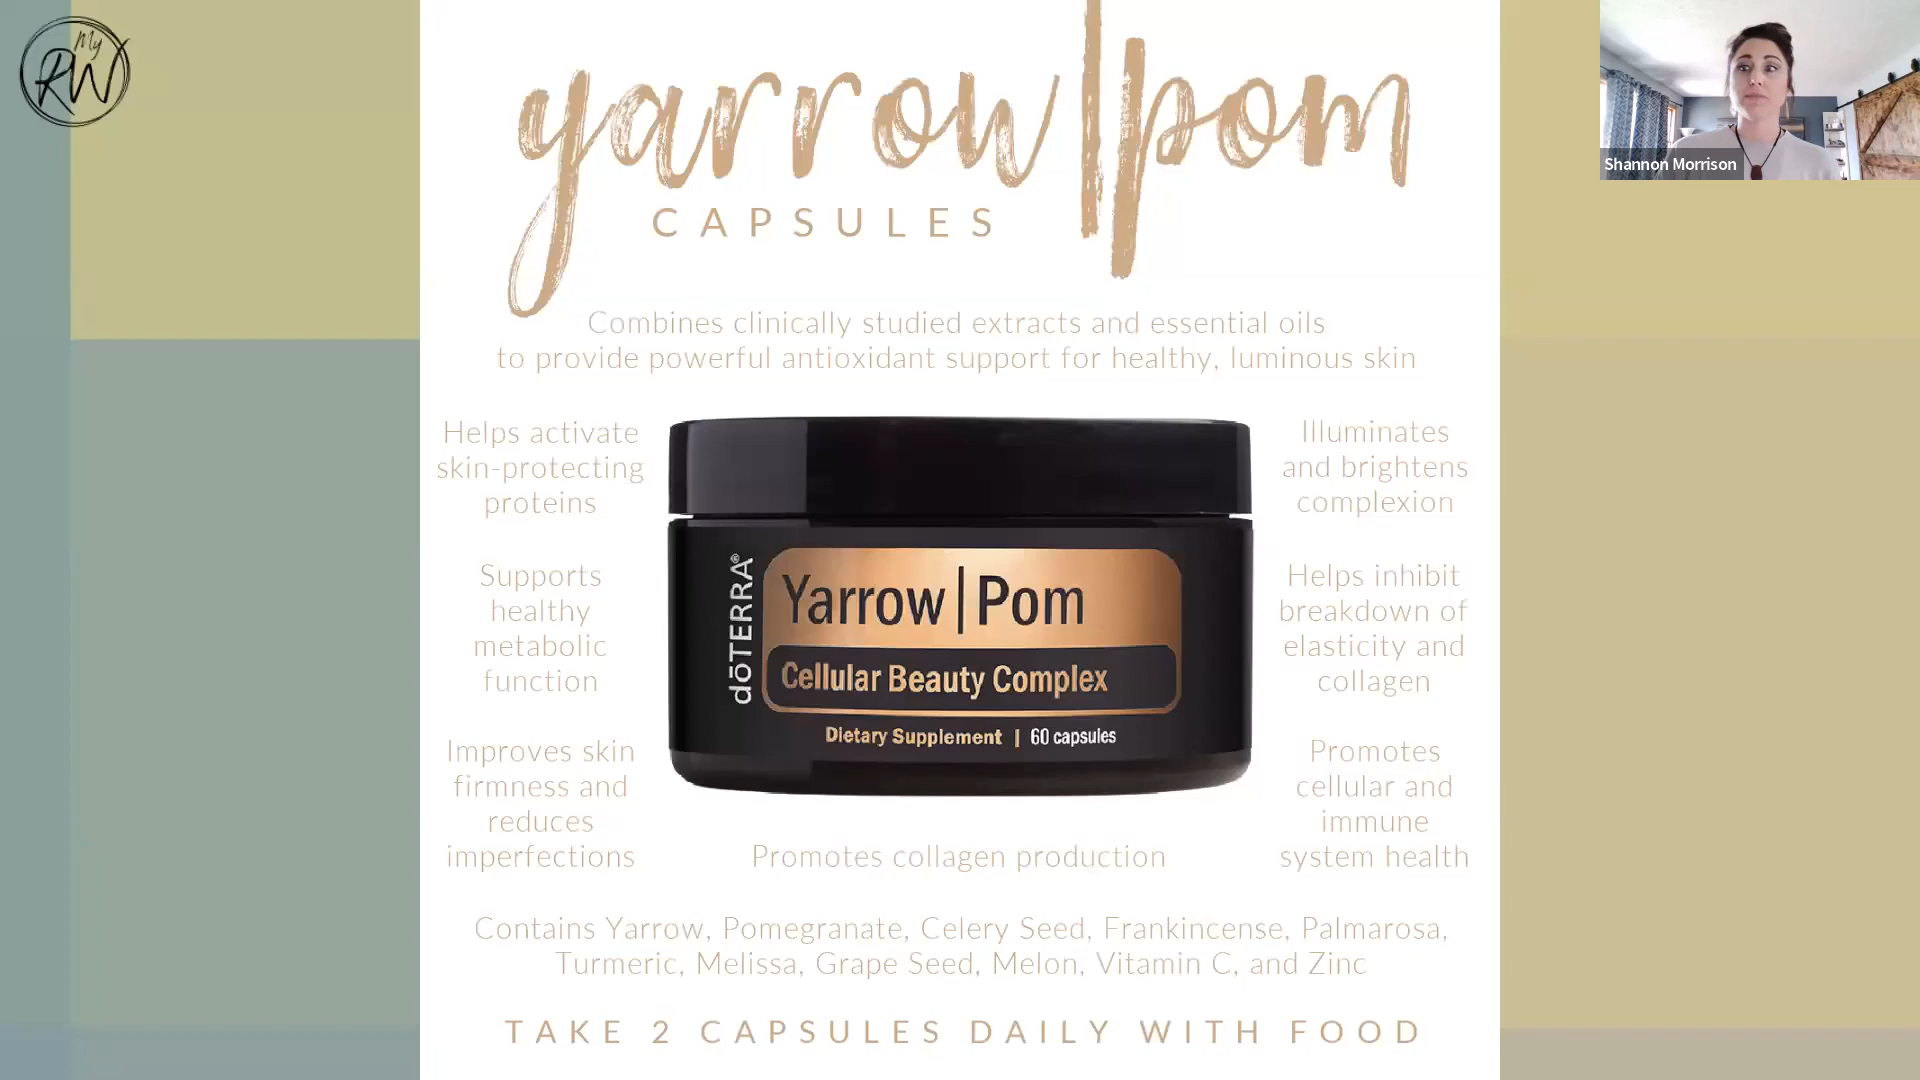 My
RW
yarrow|pom
CAPSULES
Shannon Morrison
Combines clinically studied extracts and essential oils
to provide powerful antioxidant support for healthy, luminous skin
Helps activate
skin-protecting
proteins
Supports
healthy
metabolic
function
Improves skin
firmness and
reduces
imperfections
dōTERRA®
Yarrow|Pom
Cellular Beauty Complex
Dietary Supplement | 60 capsules
Promotes collagen production
Illuminates
and brightens
complexion
Helps inhibit
breakdown of
elasticity and
collagen
Promotes
cellular and
immune
system health
Contains Yarrow, Pomegranate, Celery Seed, Frankincense, Palmarosa,
Turmeric, Melissa, Grape Seed, Melon, Vitamin C, and Zinc
TAKE 2 CAPSULES DAILY WITH FOOD